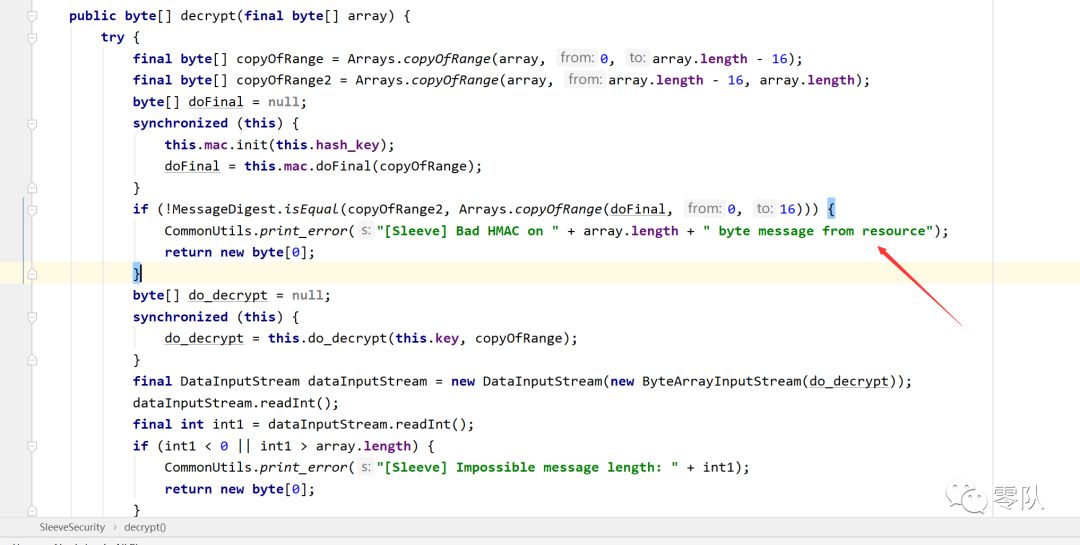 public byte[] decrypt(final byte[] array) {
try {
final byte[] copyOfRange = Arrays.copyOfRange(array, from: 0, to: array.length - 16);
final byte[] copyOfRange2 = Arrays.copyOfRange(array, from: array.length - 16, array.length);
byte[] doFinal = null;
synchronized (this) {
this.mac.init(this.hash_key);
doFinal = this.mac.doFinal(copyOfRange);
}
if (!MessageDigest.isEqual(copyOfRange2, Arrays.copyOfRange(doFinal, from: 0, to: 16))) {
CommonUtils.print_error( s: "[Sleeve] Bad HMAC on " + array.length + " byte message from resource");
return new byte[0];
}
byte[] do_decrypt = null;
synchronized (this) {
do_decrypt = this.do_decrypt(this.key, copyOfRange);
}
final DataInputStream dataInputStream = new DataInputStream(new ByteArrayInputStream(do_decrypt));
dataInputStream.readInt();
final int int1 = dataInputStream.readInt();
if (int1 < 0 || int1 > array.length) {
CommonUtils.print_error( s: "[Sleeve] Impossible message length: " + int1);
return new byte[0];
}
零队
SleeveSecurity › decrypt()